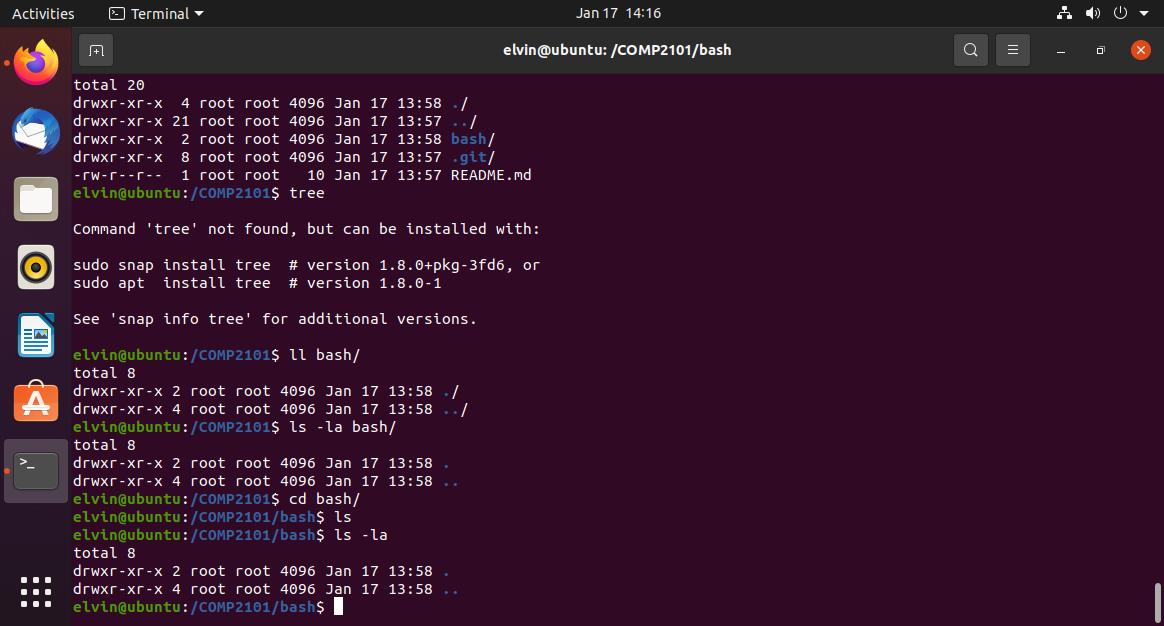 Activities Terminal Jan 17 14:16
elvin@ubuntu: /COMP2101/bash
total 20
drwxr-xr-x  4 root root 4096 Jan 17 13:58 ./
drwxr-xr-x 21 root root 4096 Jan 17 13:57 ../
drwxr-xr-x  2 root root 4096 Jan 17 13:58 bash/
drwxr-xr-x  8 root root 4096 Jan 17 13:57 .git/
-rw-r--r--  1 root root   10 Jan 17 13:57 README.md
elvin@ubuntu:/COMP2101$ tree
Command 'tree' not found, but can be installed with:
sudo snap install tree  # version 1.8.0+pkg-3fd6, or
sudo apt  install tree  # version 1.8.0-1
See 'snap info tree' for additional versions.
elvin@ubuntu:/COMP2101$ ll bash/
total 8
drwxr-xr-x 2 root root 4096 Jan 17 13:58 ./
drwxr-xr-x 4 root root 4096 Jan 17 13:58 ../
elvin@ubuntu:/COMP2101$ ls -la bash/
total 8
drwxr-xr-x 2 root root 4096 Jan 17 13:58 .
drwxr-xr-x 4 root root 4096 Jan 17 13:58 ..
elvin@ubuntu:/COMP2101$ cd bash/
elvin@ubuntu:/COMP2101/bash$ ls
elvin@ubuntu:/COMP2101/bash$ ls -la
total 8
drwxr-xr-x 2 root root 4096 Jan 17 13:58 .
drwxr-xr-x 4 root root 4096 Jan 17 13:58 ..
elvin@ubuntu:/COMP2101/bash$